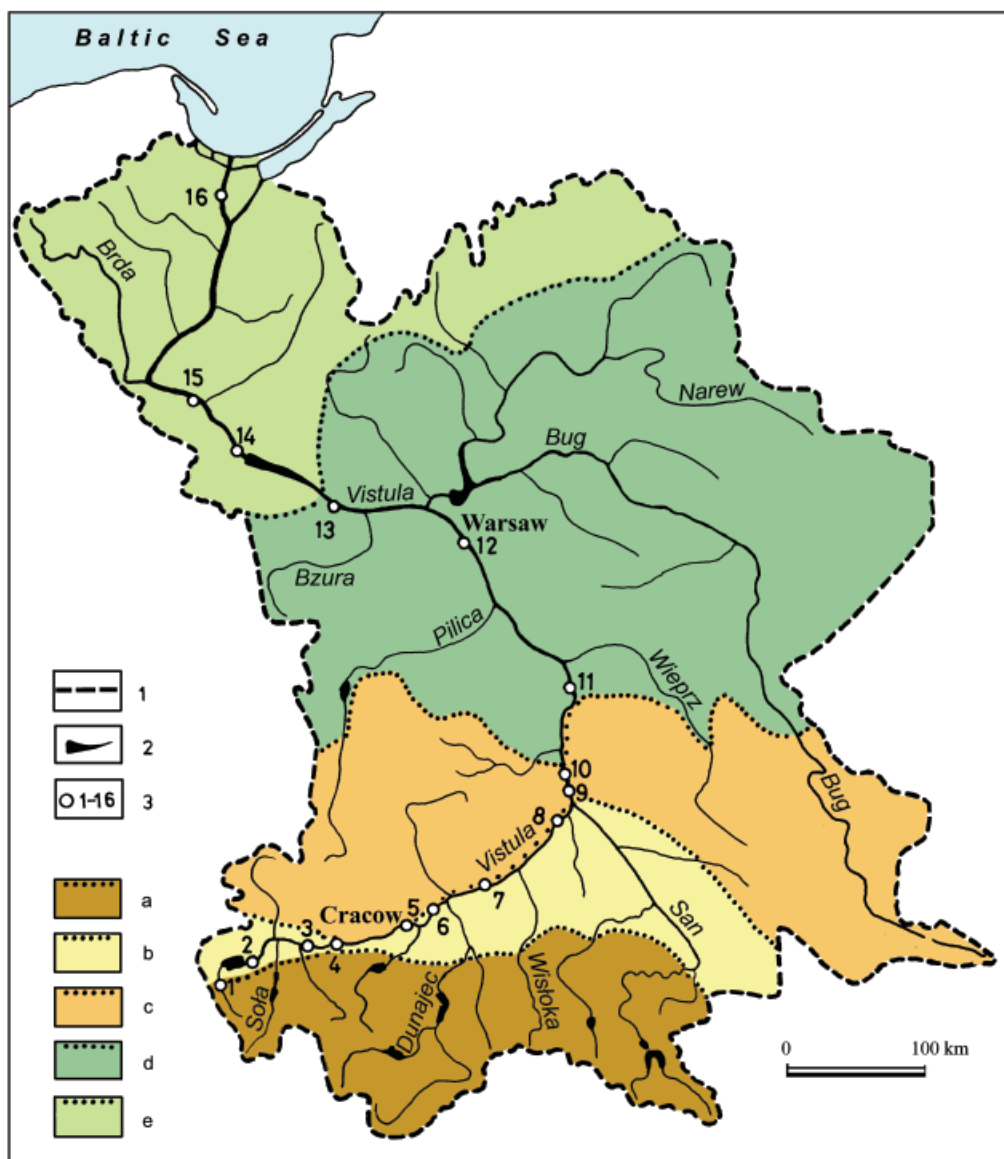 Baltic Sea
16
Brda
15
14
Narew
Bug
Vistula
13
Warsaw
12
Bzura
Pilica
Wieprz
11
1
2
1-16
3
10
9
Bug
8
Vistula
7
a
b
c
d
e
5
Cracow
6
3
4
2
1
San
Soła
Dunajec
Wisłoka
0
100 km